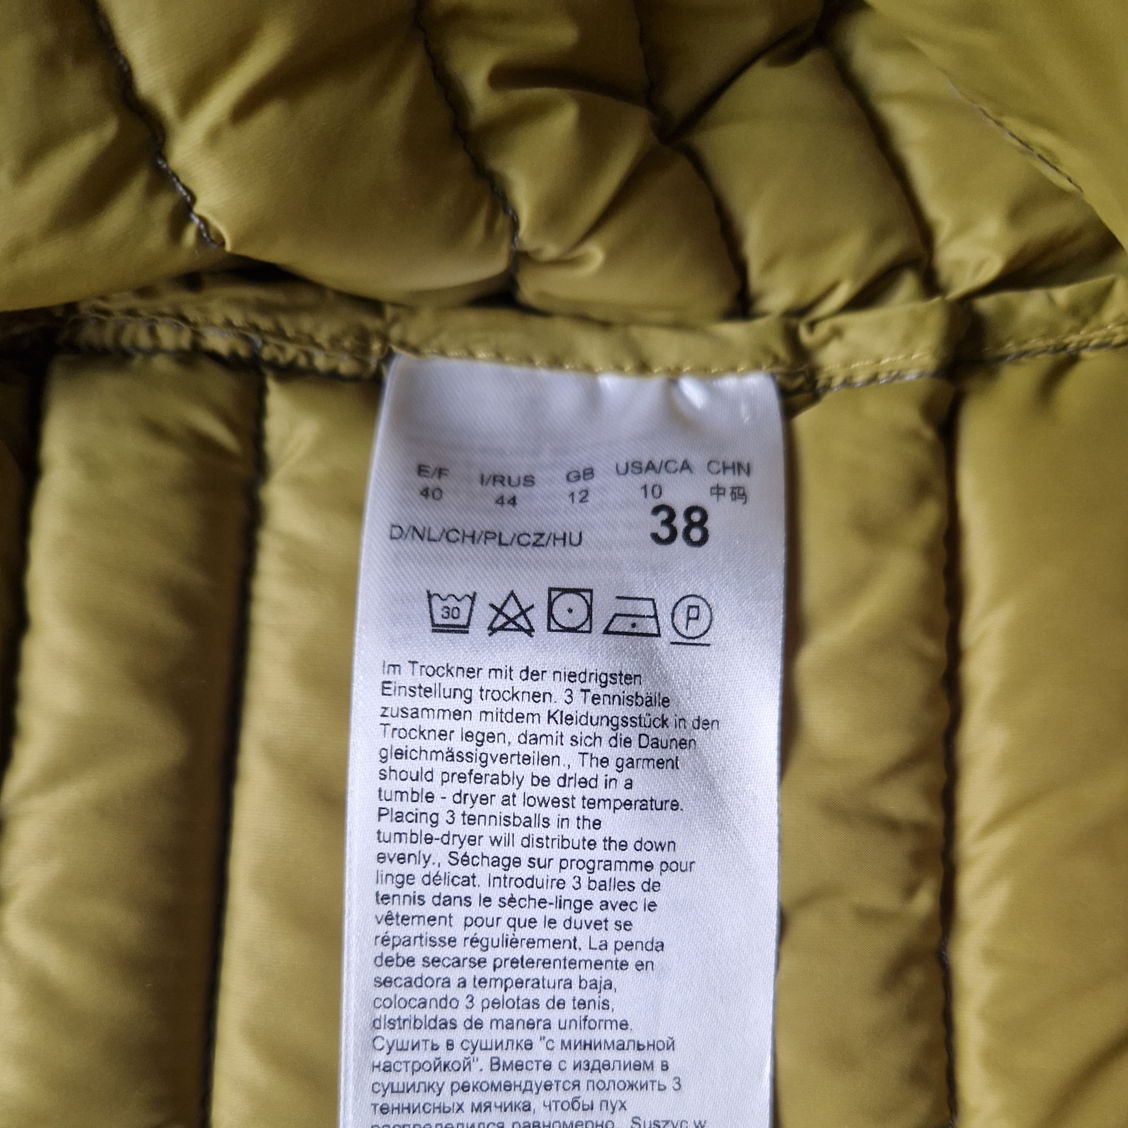 E/F I/RUS GB USA/CA CHN
40 44 12 10 中码
D/NL/CH/PL/CZ/HU 38
30 P
Im Trockner mit der niedrigsten
Einstellung trocknen. 3 Tennisbälle
zusammen mitdem Kleidungsstück in den
Trockner legen, damit sich die Daunen
gleichmässigverteilen., The garment
should preferably be dried in a
tumble - dryer at lowest temperature.
Placing 3 tennisballs in the
tumble-dryer will distribute the down
evenly., Séchage sur programme pour
linge délicat. Introduire 3 balles de
tennis dans le sèche-linge avec le
vêtement pour que le duvet se
répartisse régulièrement, La penda
debe secarse preterentemente en
secadora a temperatura baja,
colocando 3 pelotas de tenis,
distribidas de manera uniforme.
Сушить в сушилке "с минимальной
настройкой". Вместе с изделием в
сушилку рекомендуется положить 3
теннисных мячика, чтобы пух
распределился равномерно. Suszyc w